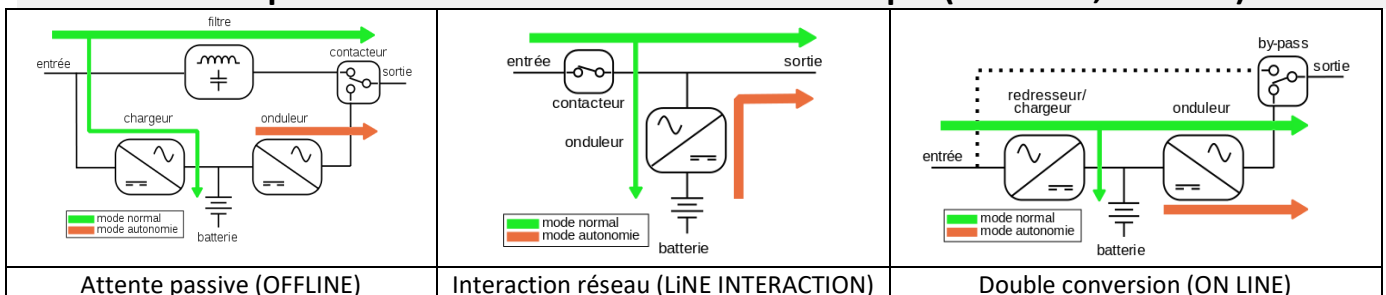 filtre
contacteur
entrée
sortie
chargeur
onduleur
mode normal
mode autonomie
batterie
Attente passive (OFFLINE)
entrée
sortie
contacteur
onduleur
mode normal
mode autonomie
batterie
Interaction réseau (LiNE INTERACTION)
by-pass
sortie
redresseur/
chargeur
onduleur
entrée
mode normal
mode autonomie
batterie
Double conversion (ON LINE)